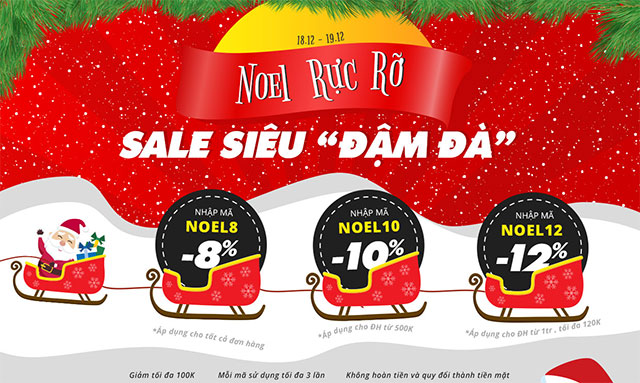 18.12 - 19.12
NOEL RỰC RỠ
SALE SIÊU “ĐẬM ĐÀ”
NHẬP MÃ
NOEL8
-8%
NHẬP MÃ
NOEL10
-10%
NHẬP MÃ
NOEL12
-12%
*Áp dụng cho tất cả đơn hàng
*Áp dụng cho ĐH từ 500K
*Áp dụng cho ĐH từ 1tr , tối đa 120K
Giảm tối đa 100K Mỗi mã sử dụng tối đa 3 lần Không hoàn tiền và quy đổi thành tiền mặt